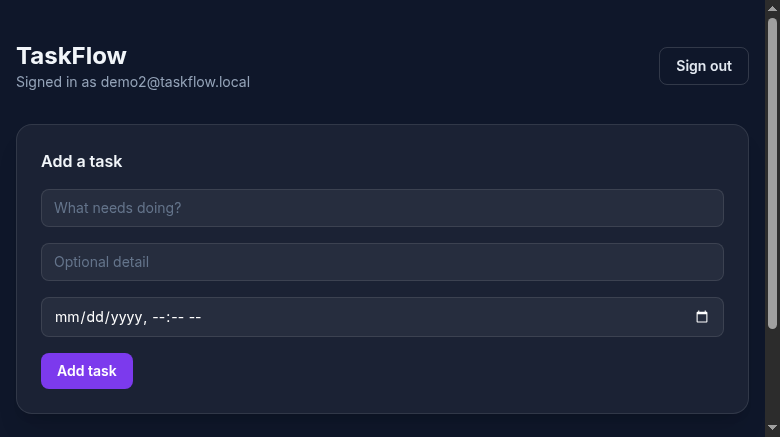 TaskFlow
Signed in as demo2@taskflow.local
Sign out
Add a task
What needs doing?
Optional detail
mm/dd/yyyy, --:-- --
Add task